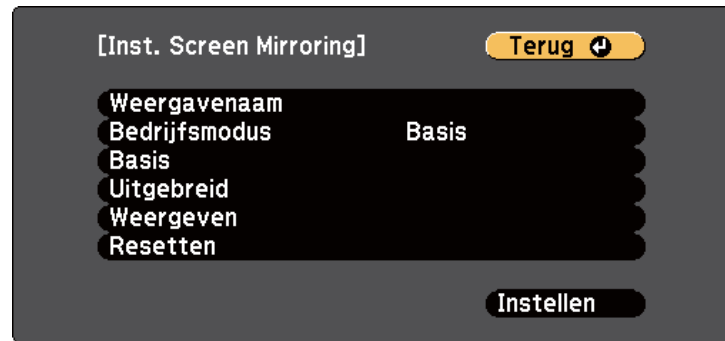 [Inst. Screen Mirroring] Terug
Weergavenaam
Bedrijfsmodus Basis
Basis
Uitgebreid
Weergeven
Resetten
Instellen